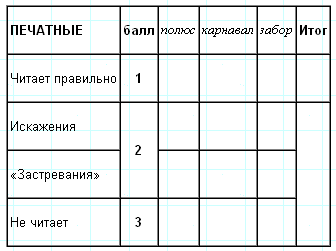 ПЕЧАТНЫЕ балл полюс карнавал забор Итог
Читает правильно 1
Искажения
2
«Застревания»
Не читает 3